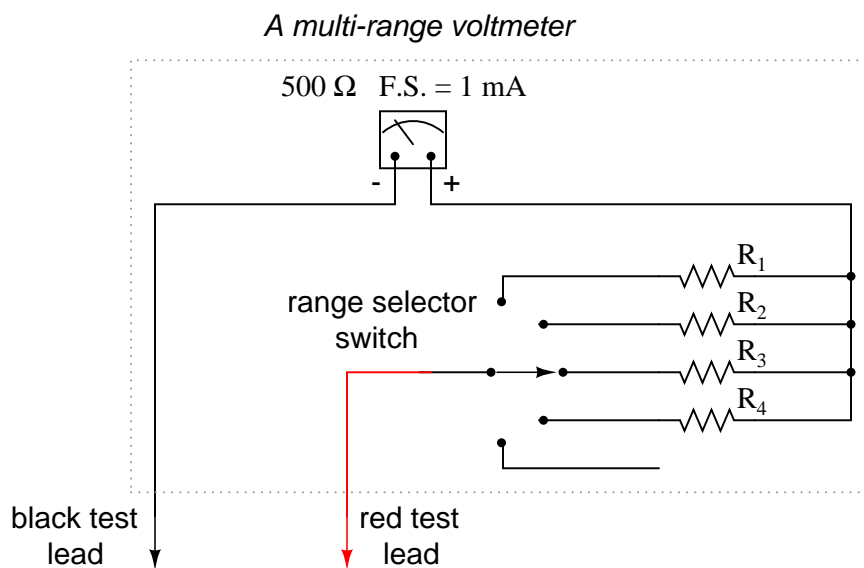 A multi-range voltmeter
500 Ω F.S. = 1 mA
- +
R1
range selector
switch
R2
R3
R4
black test
lead
red test
lead